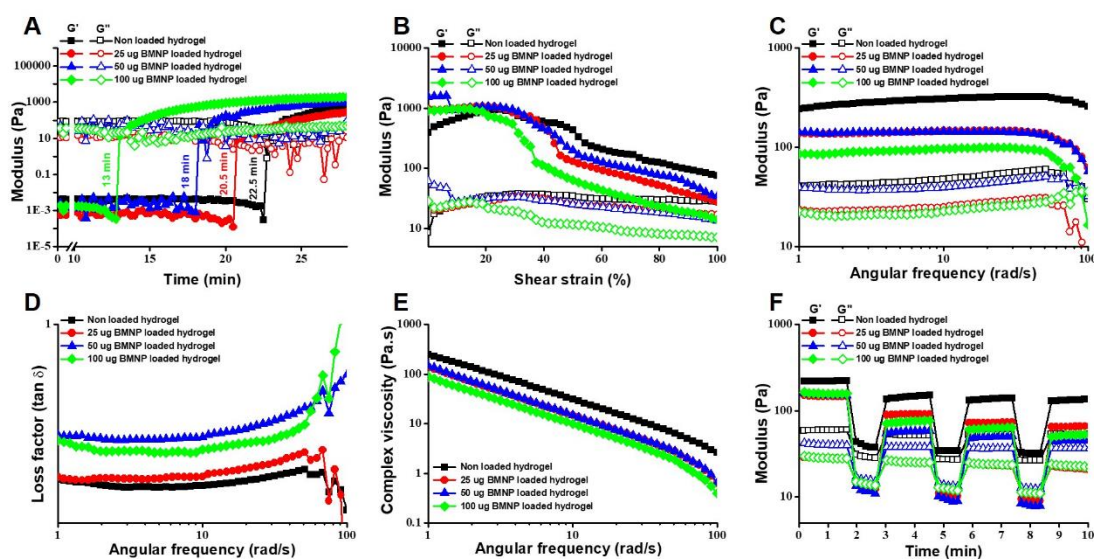 A
G' G"
Non loaded hydrogel
25 ug BMNP loaded hydrogel
50 ug BMNP loaded hydrogel
100 ug BMNP loaded hydrogel
Modulus (Pa)
100000
1000
10
0.1
1E-3
1E-5
13 min
18 min
20.5 min
22.5 min
0 10 15 20 25
Time (min)
B
G' G"
Non loaded hydrogel
25 ug BMNP loaded hydrogel
50 ug BMNP loaded hydrogel
100 ug BMNP loaded hydrogel
Modulus (Pa)
10000
1000
100
10
0 20 40 60 80 100
Shear strain (%)
C
G' G"
Non loaded hydrogel
25 ug BMNP loaded hydrogel
50 ug BMNP loaded hydrogel
100 ug BMNP loaded hydrogel
Modulus (Pa)
1000
100
10
1 10 100
Angular frequency (rad/s)
D
Non loaded hydrogel
25 ug BMNP loaded hydrogel
50 ug BMNP loaded hydrogel
100 ug BMNP loaded hydrogel
Loss factor (tan δ)
1
1 10 100
Angular frequency (rad/s)
E
Complex viscosity (Pa.s)
1000
100
10
1
0.1
Non loaded hydrogel
25 ug BMNP loaded hydrogel
50 ug BMNP loaded hydrogel
100 ug BMNP loaded hydrogel
1 10 100
Angular frequency (rad/s)
F
G' G"
Non loaded hydrogel
25 ug BMNP loaded hydrogel
50 ug BMNP loaded hydrogel
100 ug BMNP loaded hydrogel
Modulus (Pa)
1000
100
10
0 1 2 3 4 5 6 7 8 9 10
Time (min)